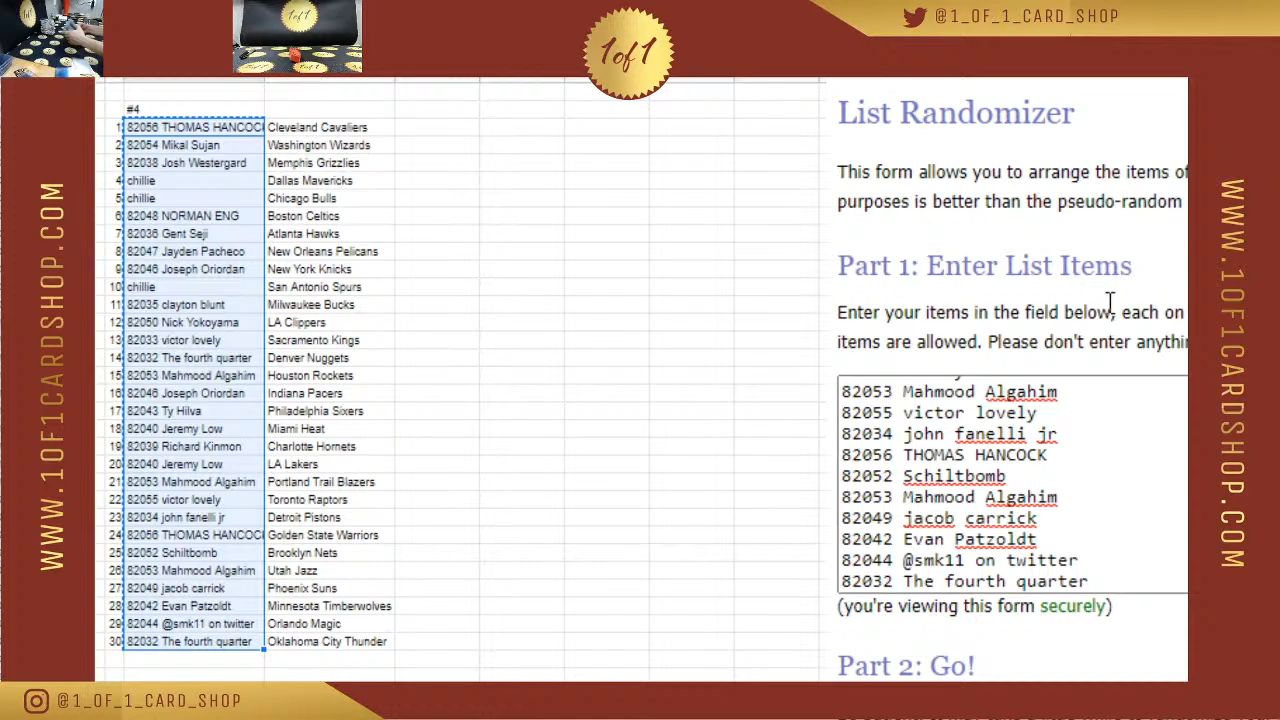 1of1
@1_OF_1_CARD_SHOP
WWW.1OF1CARDSHOP.COM
#4
1 82056 THOMAS HANCOCK Cleveland Cavaliers
2 82054 Mikal Sujan Washington Wizards
3 82038 Josh Westergard Memphis Grizzlies
4 chillie Dallas Mavericks
5 chillie Chicago Bulls
6 82048 NORMAN ENG Boston Celtics
7 82036 Gent Seji Atlanta Hawks
8 82047 Jayden Pacheco New Orleans Pelicans
9 82046 Joseph Oriordan New York Knicks
10 chillie San Antonio Spurs
11 82035 clayton blunt Milwaukee Bucks
12 82050 Nick Yokoyama LA Clippers
13 82033 victor lovely Sacramento Kings
14 82032 The fourth quarter Denver Nuggets
15 82053 Mahmood Algahim Houston Rockets
16 82046 Joseph Oriordan Indiana Pacers
17 82043 Ty Hilva Philadelphia Sixers
18 82040 Jeremy Low Miami Heat
19 82039 Richard Kinmon Charlotte Hornets
20 82040 Jeremy Low LA Lakers
21 82053 Mahmood Algahim Portland Trail Blazers
22 82055 victor lovely Toronto Raptors
23 82034 john fanelli jr Detroit Pistons
24 82056 THOMAS HANCOCK Golden State Warriors
25 82052 Schiltbomb Brooklyn Nets
26 82053 Mahmood Algahim Utah Jazz
27 82049 jacob carrick Phoenix Suns
28 82042 Evan Patzoldt Minnesota Timberwolves
29 82044 @smk11 on twitter Orlando Magic
30 82032 The fourth quarter Oklahoma City Thunder
List Randomizer
This form allows you to arrange the items of
purposes is better than the pseudo-random
Part 1: Enter List Items
Enter your items in the field below, each on
items are allowed. Please don't enter anythi
82053 Mahmood Algahim
82055 victor lovely
82034 john fanelli jr
82056 THOMAS HANCOCK
82052 Schiltbomb
82053 Mahmood Algahim
82049 jacob carrick
82042 Evan Patzoldt
82044 @smk11 on twitter
82032 The fourth quarter
(you're viewing this form securely)
Part 2: Go!
WWW.1OF1CARDSHOP.COM
@1_OF_1_CARD_SHOP